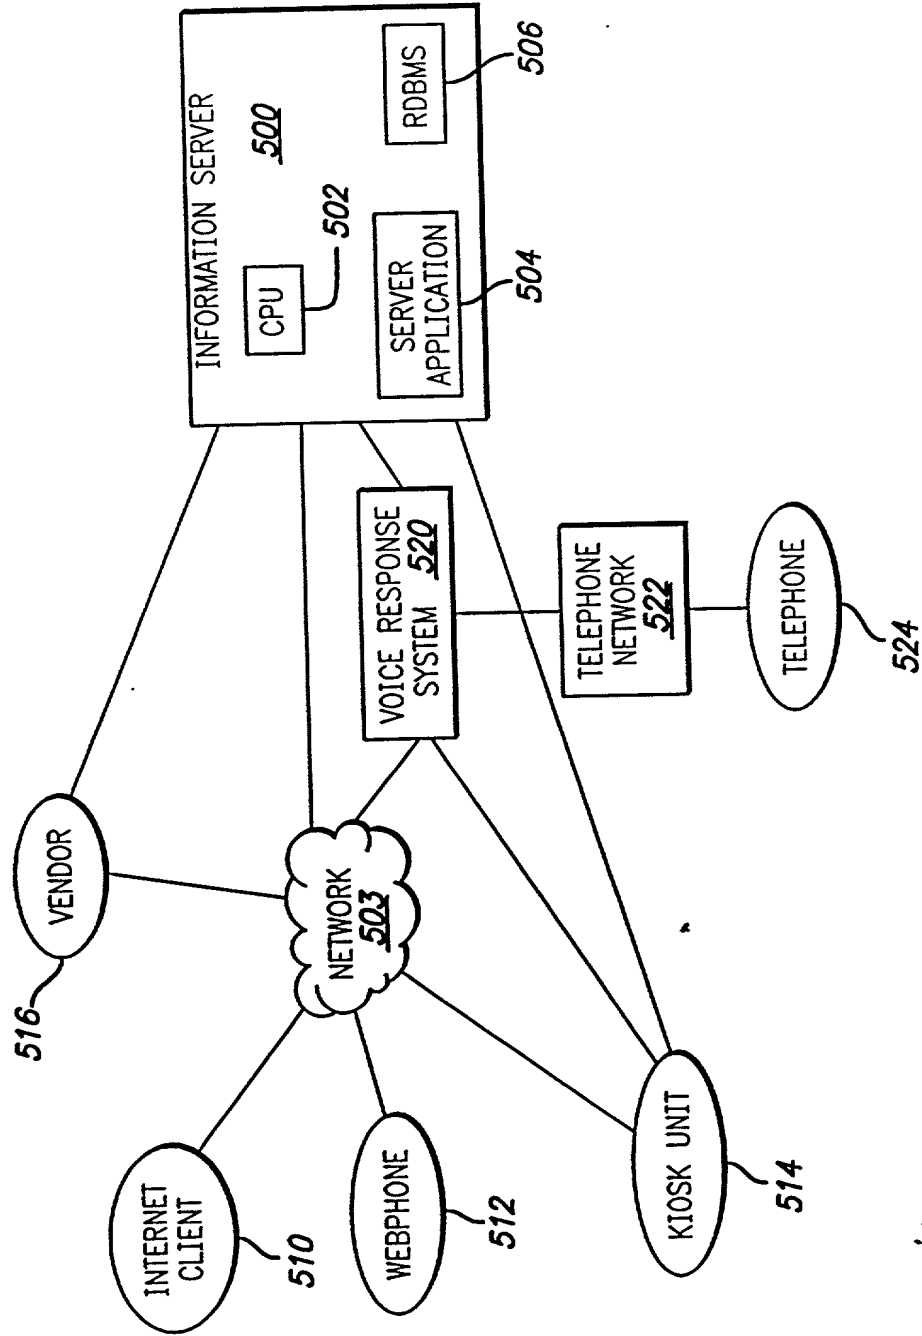 INFORMATION SERVER
500
CPU
502
SERVER
APPLICATION
504
RDBMS
506
VENDOR
516
NETWORK
503
VOICE RESPONSE
SYSTEM 520
TELEPHONE
NETWORK
522
TELEPHONE
524
INTERNET
CLIENT
510
WEBPHONE
512
KIOSK UNIT
514